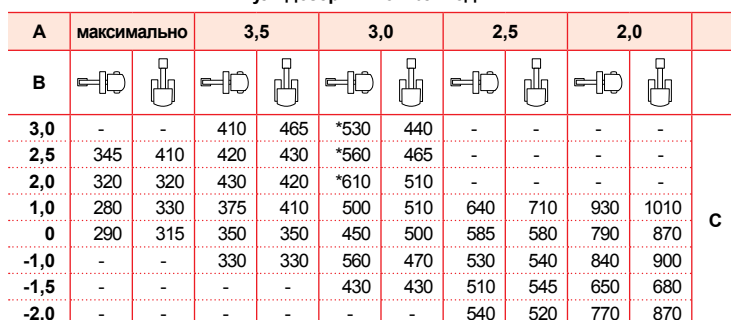 А максимально 3,5 3,0 2,5 2,0
В
3,0 - - 410 465 *530 440 - - - -
2,5 345 410 420 430 *560 465 - - - -
2,0 320 320 430 420 *610 510 - - - -
1,0 280 330 375 410 500 510 640 710 930 1010
С
0 290 315 350 350 450 500 585 580 790 870
-1,0 - - 330 330 560 470 530 540 840 900
-1,5 - - - - 430 430 510 545 650 680
-2,0 - - - - - - 540 520 770 870